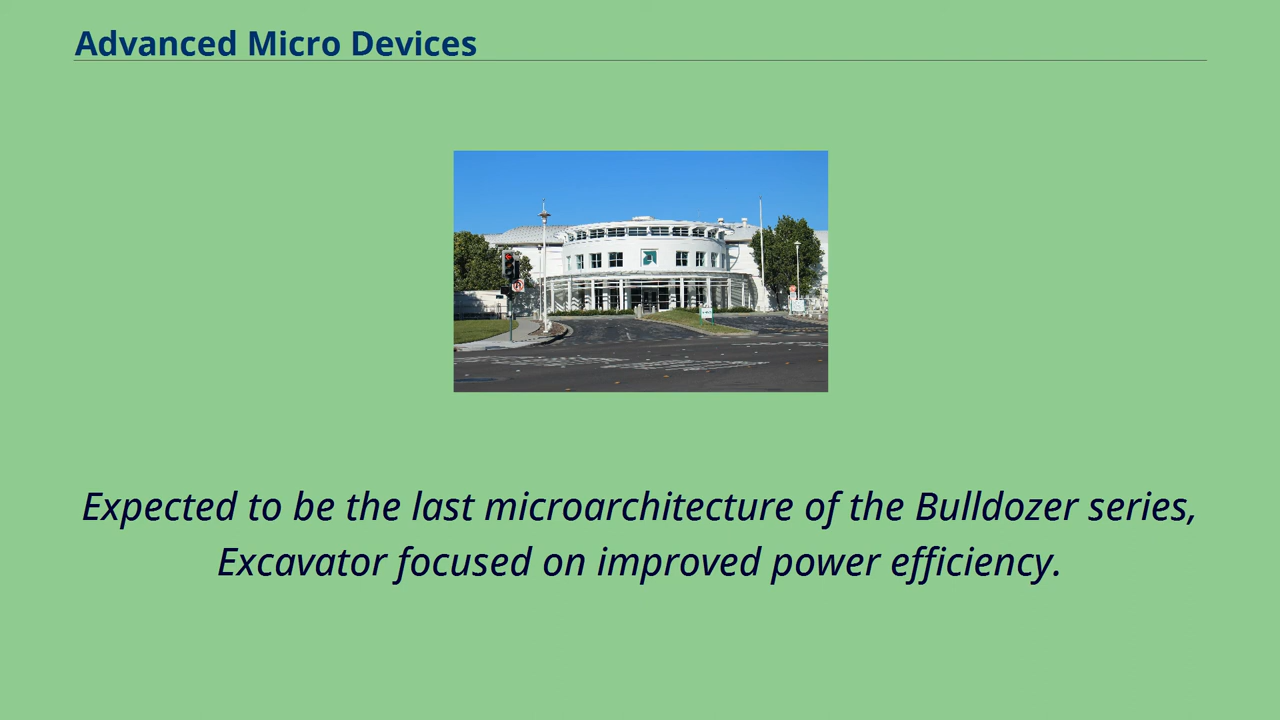 Advanced Micro Devices
Expected to be the last microarchitecture of the Bulldozer series,
Excavator focused on improved power efficiency.